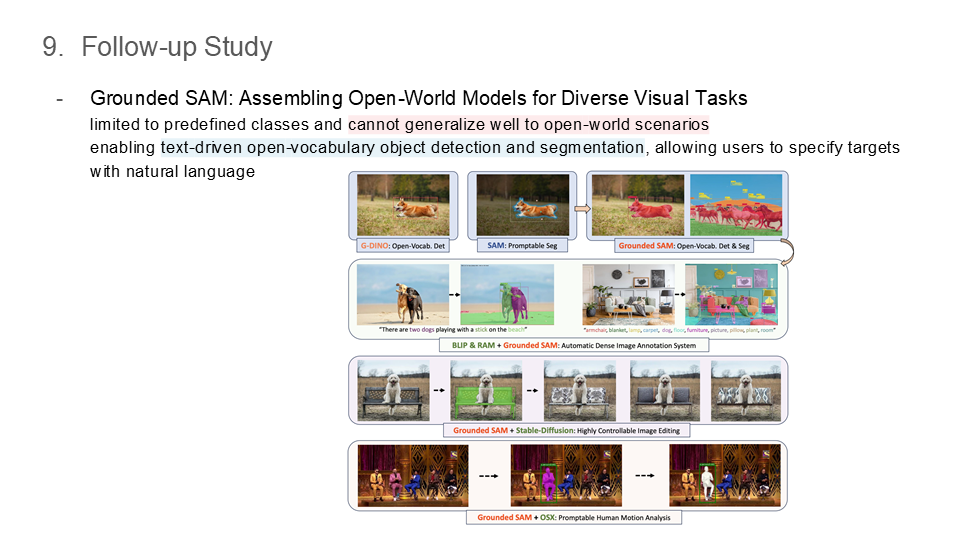 9. Follow-up Study
- Grounded SAM: Assembling Open-World Models for Diverse Visual Tasks
limited to predefined classes and cannot generalize well to open-world scenarios
enabling text-driven open-vocabulary object detection and segmentation, allowing users to specify targets
with natural language
G-DINO: Open-Vocab. Det
SAM: Promptable Seg
Grounded SAM: Open-Vocab. Det & Seg
"There are two dogs playing with a stick on the beach"
"armchair, blanket, lamp, carpet, dog, floor, furniture, picture, pillow, plant, room"
BLIP & RAM + Grounded SAM: Automatic Dense Image Annotation System
Grounded SAM + Stable-Diffusion: Highly Controllable Image Editing
Grounded SAM + OSX: Promptable Human Motion Analysis